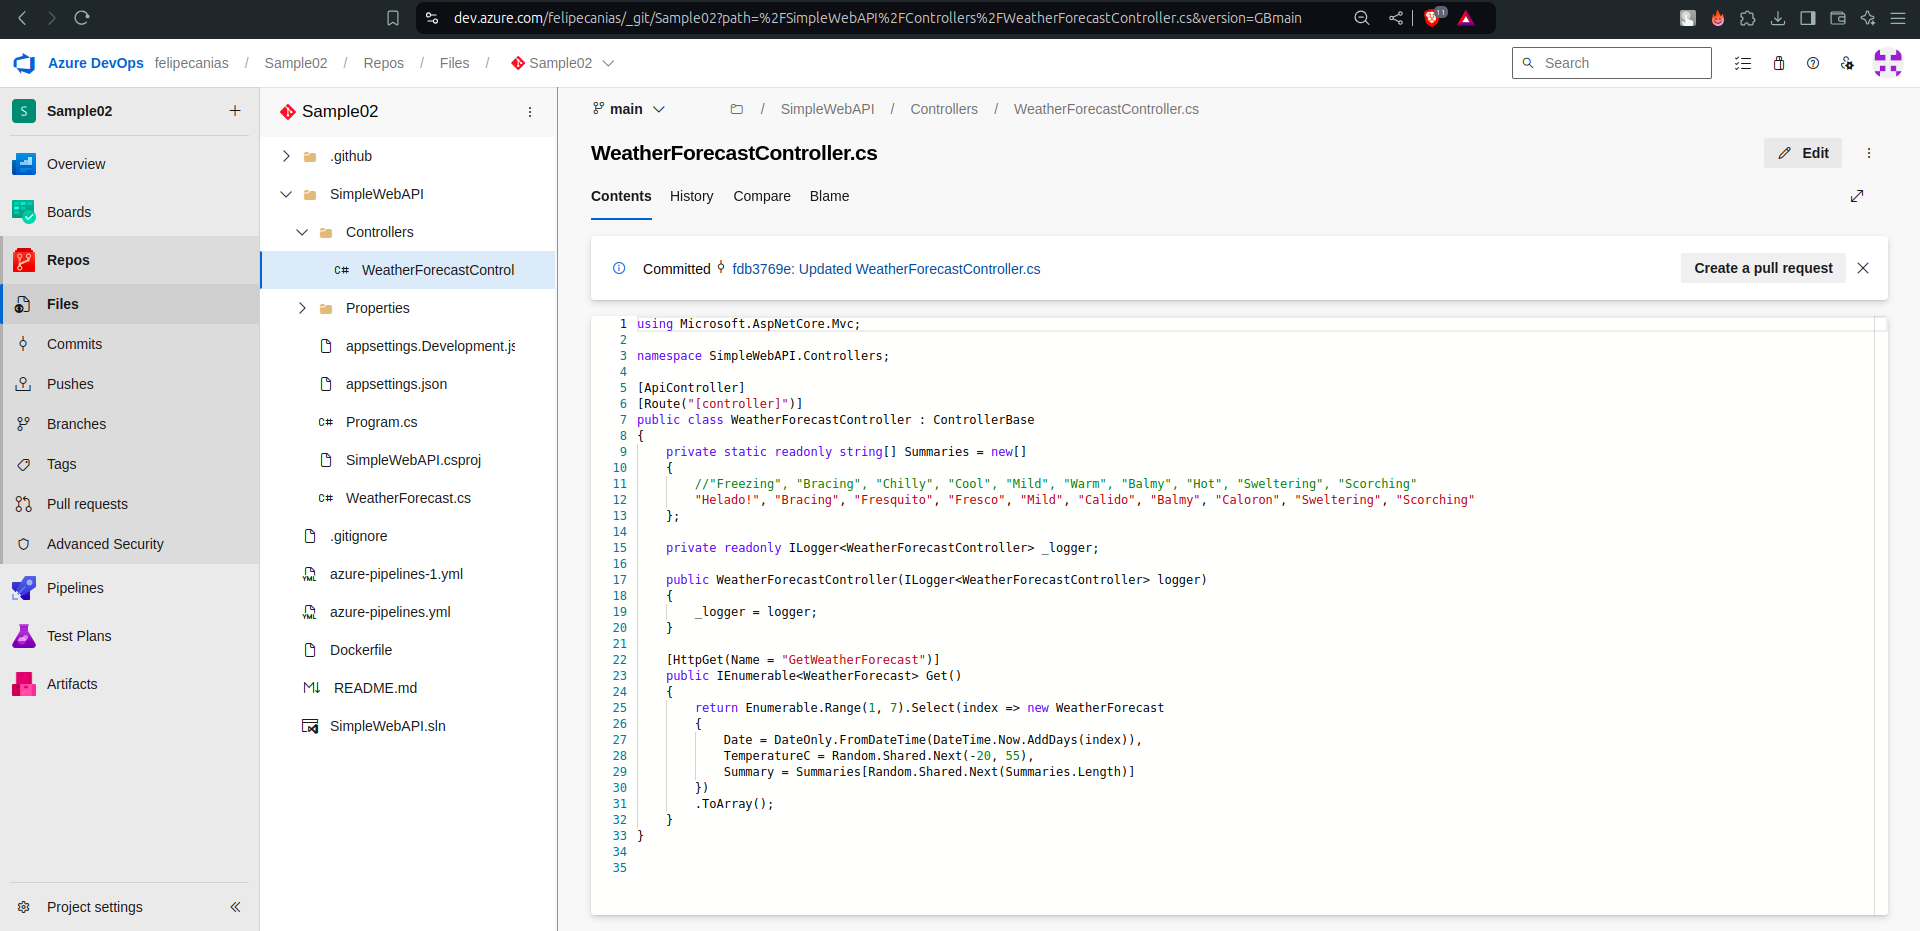 dev.azure.com/felipecanias/_git/Sample02?path=%2FSimpleWebAPI%2FControllers%2FWeatherForecastController.cs&version=GBmain
11
Azure DevOps felipecanias / Sample02 / Repos / Files / Sample02
Search
S Sample02
Overview
Boards
Repos
Files
Commits
Pushes
Branches
Tags
Pull requests
Advanced Security
Pipelines
Test Plans
Artifacts
Project settings
Sample02
.github
SimpleWebAPI
Controllers
C# WeatherForecastControl
Properties
appsettings.Development.js
appsettings.json
C# Program.cs
SimpleWebAPI.csproj
C# WeatherForecast.cs
.gitignore
YML azure-pipelines-1.yml
YML azure-pipelines.yml
Dockerfile
M↓ README.md
SimpleWebAPI.sln
main / SimpleWebAPI / Controllers / WeatherForecastController.cs
WeatherForecastController.cs
Edit
Contents History Compare Blame
Committed fdb3769e: Updated WeatherForecastController.cs
Create a pull request
1 using Microsoft.AspNetCore.Mvc;
2
3 namespace SimpleWebAPI.Controllers;
4
5 [ApiController]
6 [Route("[controller]")]
7 public class WeatherForecastController : ControllerBase
8 {
9     private static readonly string[] Summaries = new[]
10     {
11         //"Freezing", "Bracing", "Chilly", "Cool", "Mild", "Warm", "Balmy", "Hot", "Sweltering", "Scorching"
12         "Helado!", "Bracing", "Fresquito", "Fresco", "Mild", "Calido", "Balmy", "Caloron", "Sweltering", "Scorching"
13     };
14
15     private readonly ILogger<WeatherForecastController> _logger;
16
17     public WeatherForecastController(ILogger<WeatherForecastController> logger)
18     {
19         _logger = logger;
20     }
21
22     [HttpGet(Name = "GetWeatherForecast")]
23     public IEnumerable<WeatherForecast> Get()
24     {
25         return Enumerable.Range(1, 7).Select(index => new WeatherForecast
26         {
27             Date = DateOnly.FromDateTime(DateTime.Now.AddDays(index)),
28             TemperatureC = Random.Shared.Next(-20, 55),
29             Summary = Summaries[Random.Shared.Next(Summaries.Length)]
30         })
31         .ToArray();
32     }
33 }
34
35